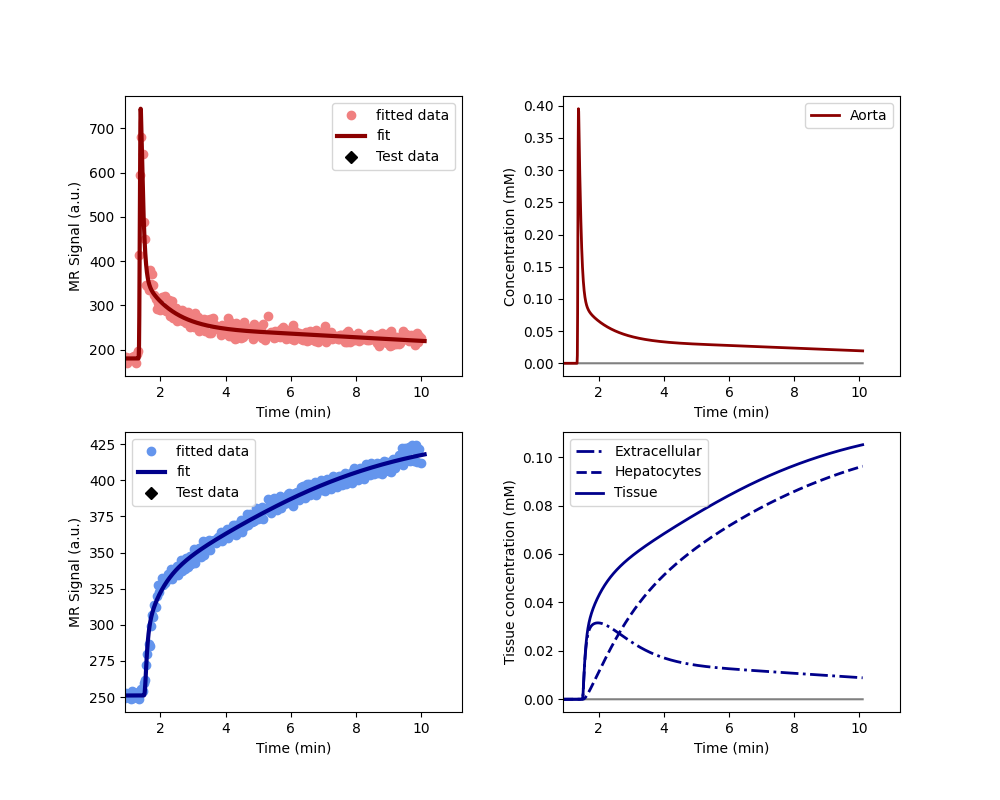 MR Signal (a.u.)
700
600
500
400
300
200
fitted data
fit
Test data
2 4 6 8 10
Time (min)
Concentration (mM)
0.40
0.35
0.30
0.25
0.20
0.15
0.10
0.05
0.00
Aorta
2 4 6 8 10
Time (min)
MR Signal (a.u.)
425
400
375
350
325
300
275
250
fitted data
fit
Test data
2 4 6 8 10
Time (min)
Tissue concentration (mM)
0.10
0.08
0.06
0.04
0.02
0.00
Extracellular
Hepatocytes
Tissue
2 4 6 8 10
Time (min)